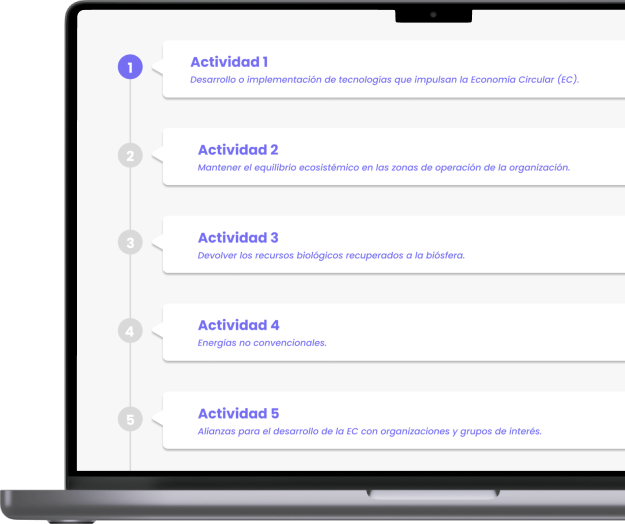 1
Actividad 1
Desarrollo o implementación de tecnologías que impulsan la Economía Circular (EC).
2
Actividad 2
Mantener el equilibrio ecosistémico en las zonas de operación de la organización.
3
Actividad 3
Devolver los recursos biológicos recuperados a la biósfera.
4
Actividad 4
Energías no convencionales.
5
Actividad 5
Alianzas para el desarrollo de la EC con organizaciones y grupos de interés.